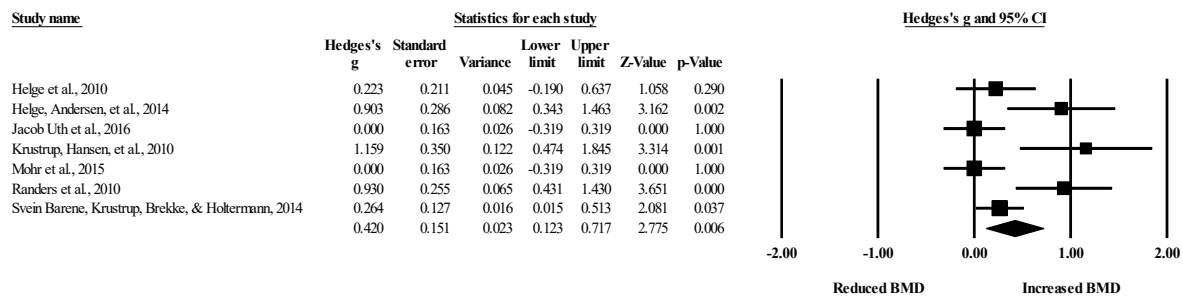 Study name Statistics for each study Hedges's g and 95% CI
Hedges's Standard Lower Upper
g error Variance limit limit Z-Value p-Value
Helge et al., 2010 0.223 0.211 0.045 -0.190 0.637 1.058 0.290
Helge, Andersen, et al., 2014 0.903 0.286 0.082 0.343 1.463 3.162 0.002
Jacob Uth et al., 2016 0.000 0.163 0.026 -0.319 0.319 0.000 1.000
Krustrup, Hansen, et al., 2010 1.159 0.350 0.122 0.474 1.845 3.314 0.001
Mohr et al., 2015 0.000 0.163 0.026 -0.319 0.319 0.000 1.000
Randers et al., 2010 0.930 0.255 0.065 0.431 1.430 3.651 0.000
Svein Barene, Krustrup, Brekke, & Holtermann, 2014 0.264 0.127 0.016 0.015 0.513 2.081 0.037
0.420 0.151 0.023 0.123 0.717 2.775 0.006
-2.00 -1.00 0.00 1.00 2.00
Reduced BMD Increased BMD